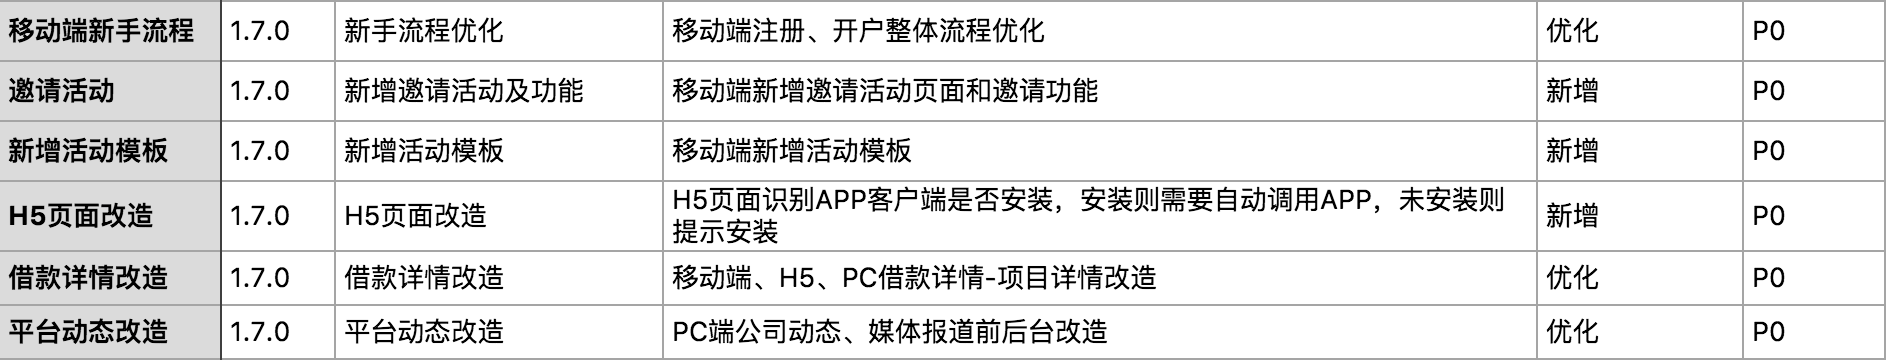 移动端新手流程 1.7.0 新手流程优化 移动端注册、开户整体流程优化 优化 P0
邀请活动 1.7.0 新增邀请活动及功能 移动端新增邀请活动页面和邀请功能 新增 P0
新增活动模板 1.7.0 新增活动模板 移动端新增活动模板 新增 P0
H5页面改造 1.7.0 H5页面改造 H5页面识别APP客户端是否安装，安装则需要自动调用APP，未安装则
提示安装 新增 P0
借款详情改造 1.7.0 借款详情改造 移动端、H5、PC借款详情-项目详情改造 优化 P0
平台动态改造 1.7.0 平台动态改造 PC端公司动态、媒体报道前后台改造 优化 P0